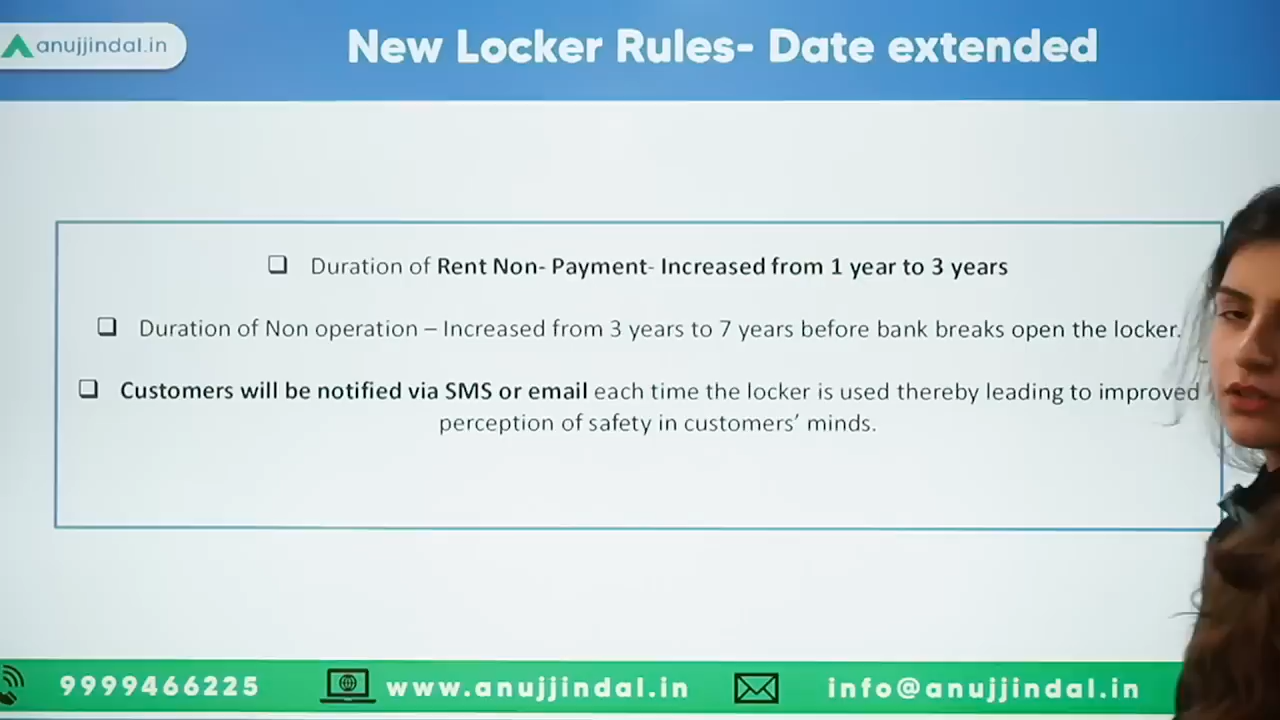 anujjindal.in
New Locker Rules- Date extended
❑ Duration of Rent Non- Payment- Increased from 1 year to 3 years
❑ Duration of Non operation – Increased from 3 years to 7 years before bank breaks open the locker.
❑ Customers will be notified via SMS or email each time the locker is used thereby leading to improved
perception of safety in customers’ minds.
9999466225 www.anujjindal.in info@anujjindal.in